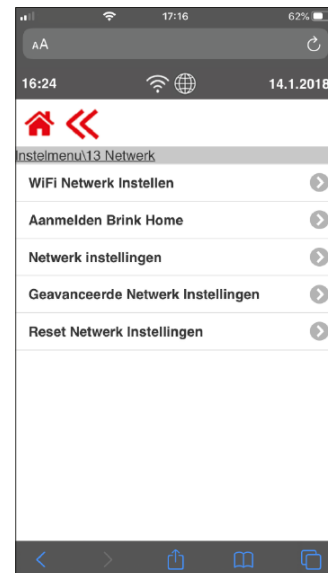 17:16 62%
AA
16:24 14.1.2018
Instelmenu\13 Netwerk
WiFi Netwerk Instellen
Aanmelden Brink Home
Netwerk instellingen
Geavanceerde Netwerk Instellingen
Reset Netwerk Instellingen